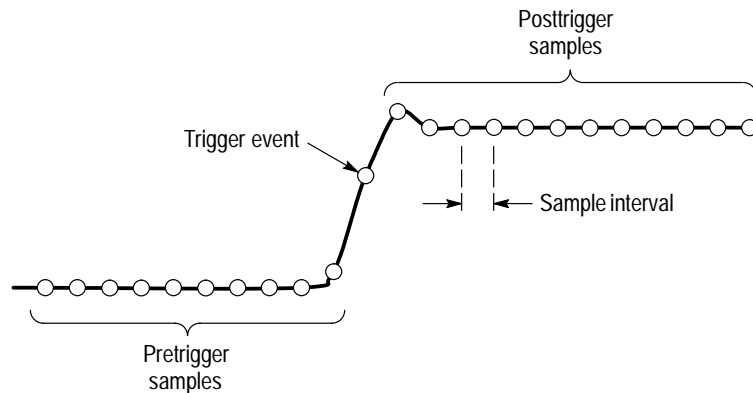 Posttrigger
samples
Trigger event
Sample interval
Pretrigger
samples